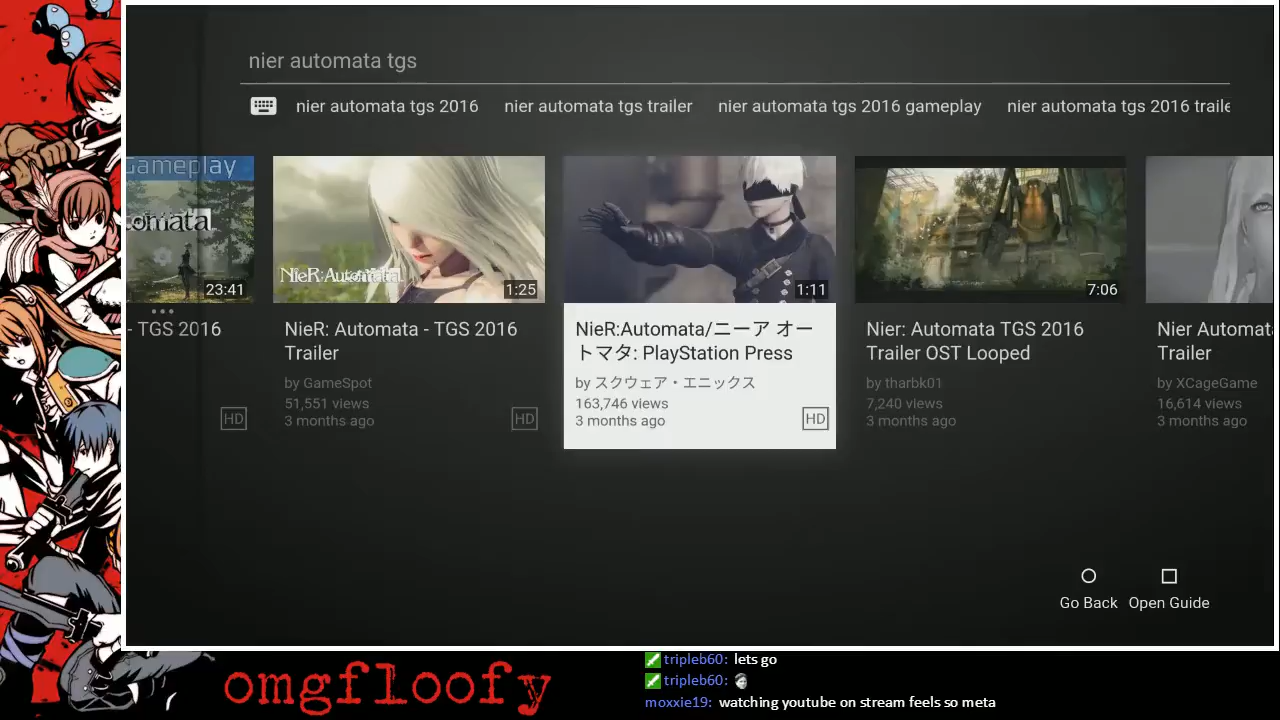 nier automata tgs
nier automata tgs 2016 nier automata tgs trailer nier automata tgs 2016 gameplay nier automata tgs 2016 traile
Gameplay
omata
23:41
- TGS 2016
HD
NieR:Automata
1:25
NieR: Automata - TGS 2016
Trailer
by GameSpot
51,551 views
3 months ago
HD
1:11
NieR:Automata/ニーア オー
トマタ: PlayStation Press
by スクウェア・エニックス
163,746 views
3 months ago
HD
7:06
Nier: Automata TGS 2016
Trailer OST Looped
by tharbk01
7,240 views
3 months ago
Nier Automat
Trailer
by XCageGame
16,614 views
3 months ago
Go Back Open Guide
omgfloofy
tripleb60: lets go
tripleb60:
moxxie19: watching youtube on stream feels so meta